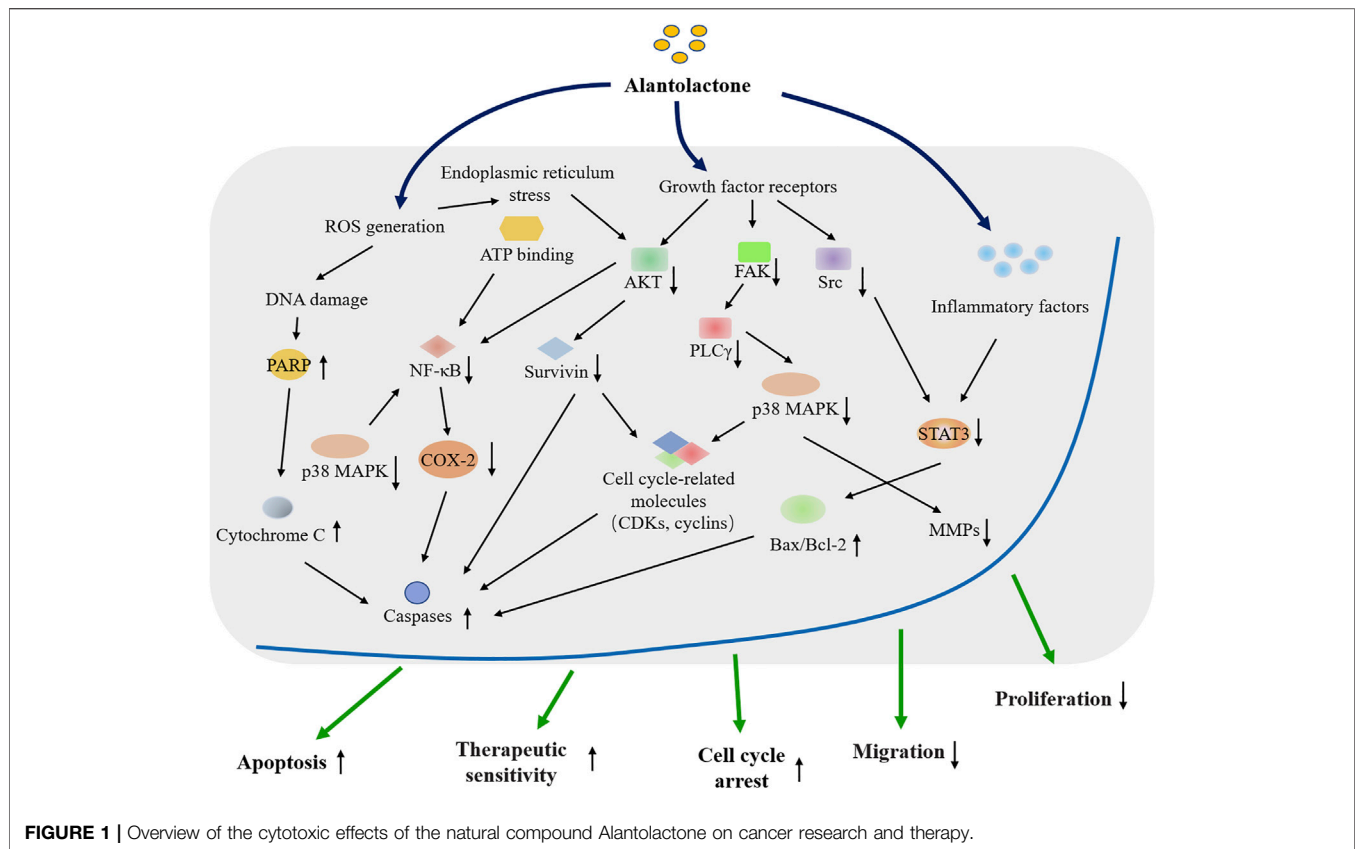 Alantolactone
Endoplasmic reticulum
stress
Growth factor receptors
ROS generation
ATP binding
AKT
FAK
Src
DNA damage
Inflammatory factors
PARP
NF-κB
Survivin
PLCγ
p38 MAPK
STAT3
p38 MAPK
COX-2
Cell cycle-related
molecules
(CDKs, cyclins)
Cytochrome C
Bax/Bcl-2
MMPs
Caspases
Proliferation
Apoptosis
Therapeutic
sensitivity
Cell cycle
arrest
Migration
FIGURE 1 | Overview of the cytotoxic effects of the natural compound Alantolactone on cancer research and therapy.